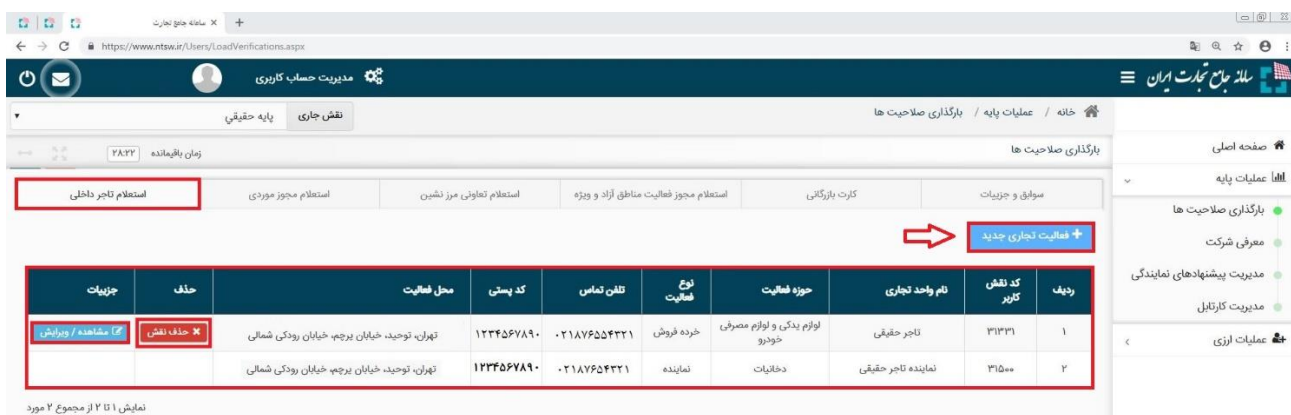 سامانه جامع تجارت
https://www.ntsw.ir/Users/LoadVerifications.aspx
سامانه جامع تجارت ایران
مدیریت حساب کاربری
خانه / عملیات پایه / بارگذاری صلاحیت ها
نقش جاری
پایه حقیقی
صفحه اصلی
عملیات پایه
بارگذاری صلاحیت ها
معرفی شرکت
مدیریت پیشنهادهای نمایندگی
مدیریت کارتابل
عملیات ارزی
بارگذاری صلاحیت ها
زمان باقیمانده ۲۸:۲۲
سوابق و جزییات کارت بازرگانی استعلام مجوز فعالیت مناطق آزاد و ویژه استعلام تعاونی مرز نشین استعلام مجوز موردی استعلام تاجر داخلی
+ فعالیت تجاری جدید
ردیف کد نقش کاربر نام واحد تجاری حوزه فعالیت نوع فعالیت تلفن تماس کد پستی محل فعالیت حذف جزییات
۱ ۳۱۳۳۱ تاجر حقیقی لوازم یدکی و لوازم مصرفی خودرو خرده فروش ۰۲۱۸۷۶۵۵۴۳۲۱ ۱۲۳۴۵۶۷۸۹۰ تهران، توحید، خیابان پرچم، خیابان رودکی شمالی حذف نقش مشاهده / ویرایش
۲ ۳۱۵۰۰ نماینده تاجر حقیقی دخانیات نماینده ۰۲۱۸۷۶۵۴۳۲۱ ۱۲۳۴۵۶۷۸۹۰ تهران، توحید، خیابان پرچم، خیابان رودکی شمالی
نمایش ۱ تا ۲ از مجموع ۲ مورد